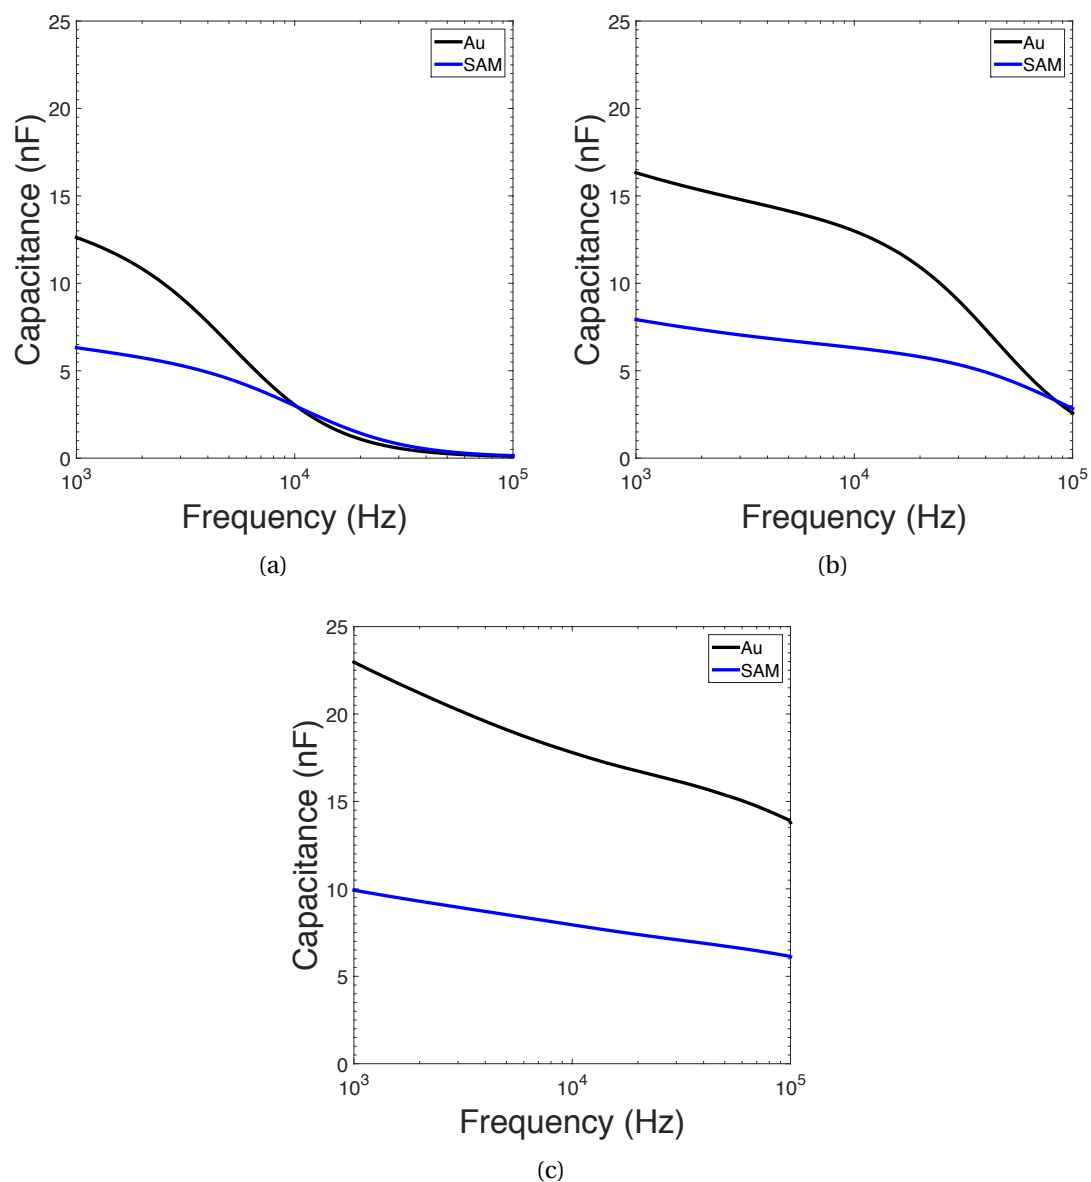 25
20
15
10
5
0
Capacitance (nF)
10³ 10⁴ 10⁵
Frequency (Hz)
Au
SAM
(a)
25
20
15
10
5
0
Capacitance (nF)
10³ 10⁴ 10⁵
Frequency (Hz)
Au
SAM
(b)
25
20
15
10
5
0
Capacitance (nF)
10³ 10⁴ 10⁵
Frequency (Hz)
Au
SAM
(c)